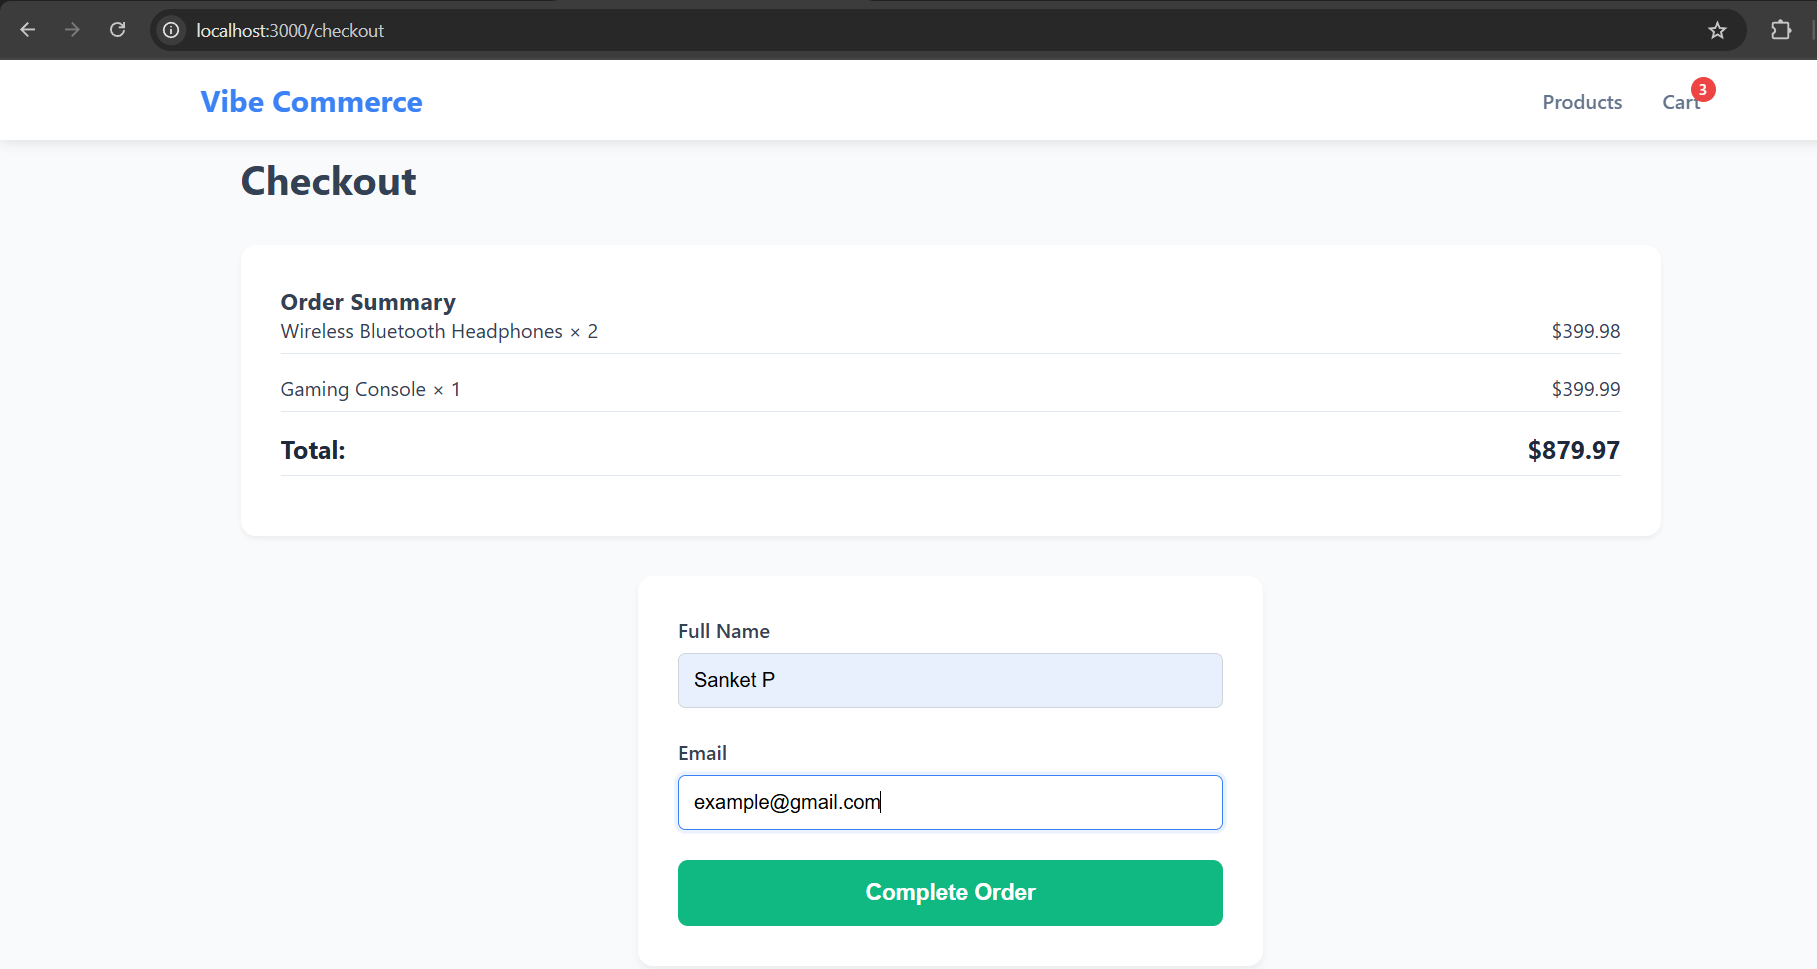 localhost:3000/checkout
Vibe Commerce
Products
Cart
3
Checkout
Order Summary
Wireless Bluetooth Headphones × 2 $399.98
Gaming Console × 1 $399.99
Total: $879.97
Full Name
Sanket P
Email
example@gmail.com
Complete Order